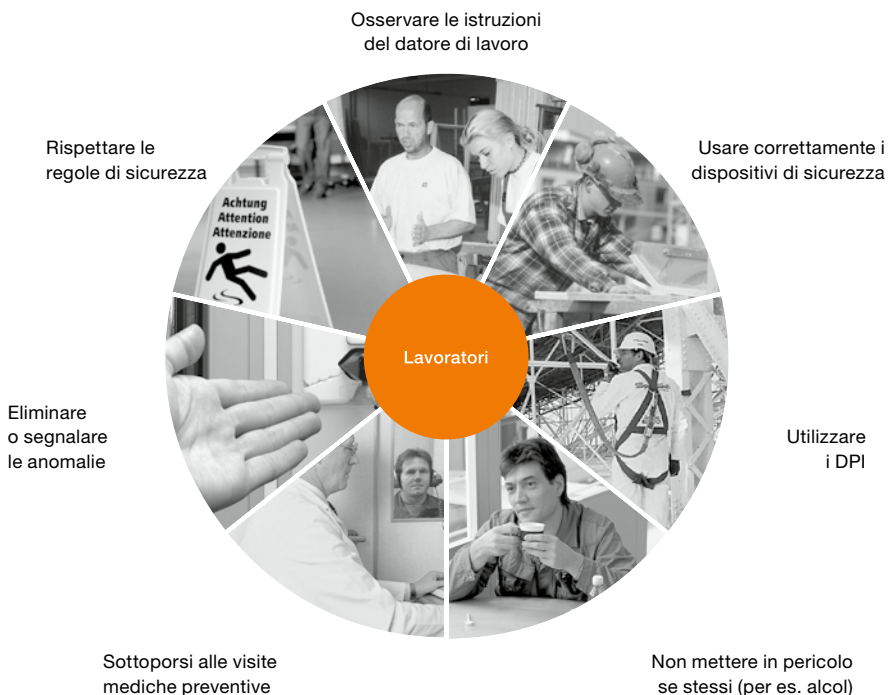 Osservare le istruzioni
del datore di lavoro
Usare correttamente i
dispositivi di sicurezza
Utilizzare
i DPI
Non mettere in pericolo
se stessi (per es. alcol)
Sottoporsi alle visite
mediche preventive
Eliminare
o segnalare
le anomalie
Rispettare le
regole di sicurezza
Achtung
Attention
Attenzione
Lavoratori